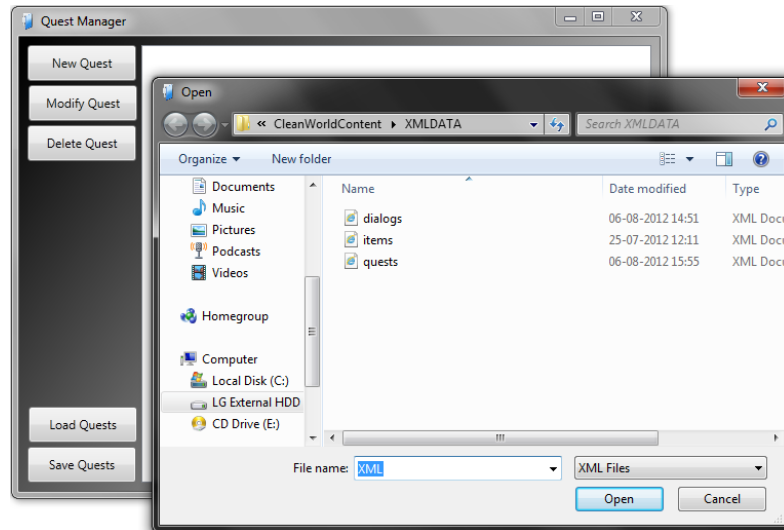 Quest Manager
New Quest
Modify Quest
Delete Quest
Load Quests
Save Quests
Open
« CleanWorldContent ▸ XMLDATA
Search XMLDATA
Organize New folder
Documents
Music
Pictures
Podcasts
Videos
Homegroup
Computer
Local Disk (C:)
LG External HDD
CD Drive (E:)
Name Date modified Type
dialogs 06-08-2012 14:51 XML Docu
items 25-07-2012 12:11 XML Docu
quests 06-08-2012 15:55 XML Docu
File name: XML XML Files
Open Cancel